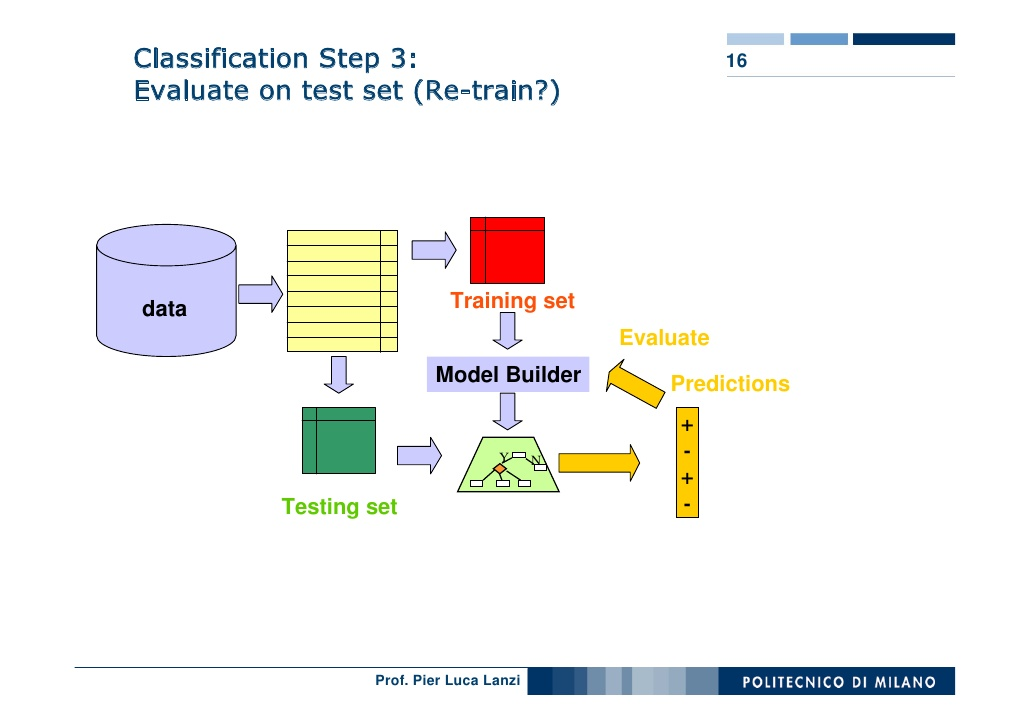 Classification Step 3:
Evaluate on test set (Re-train?)
16
data
Training set
Evaluate
Model Builder
Predictions
+
-
+
-
Y
N
Testing set
Prof. Pier Luca Lanzi
POLITECNICO DI MILANO